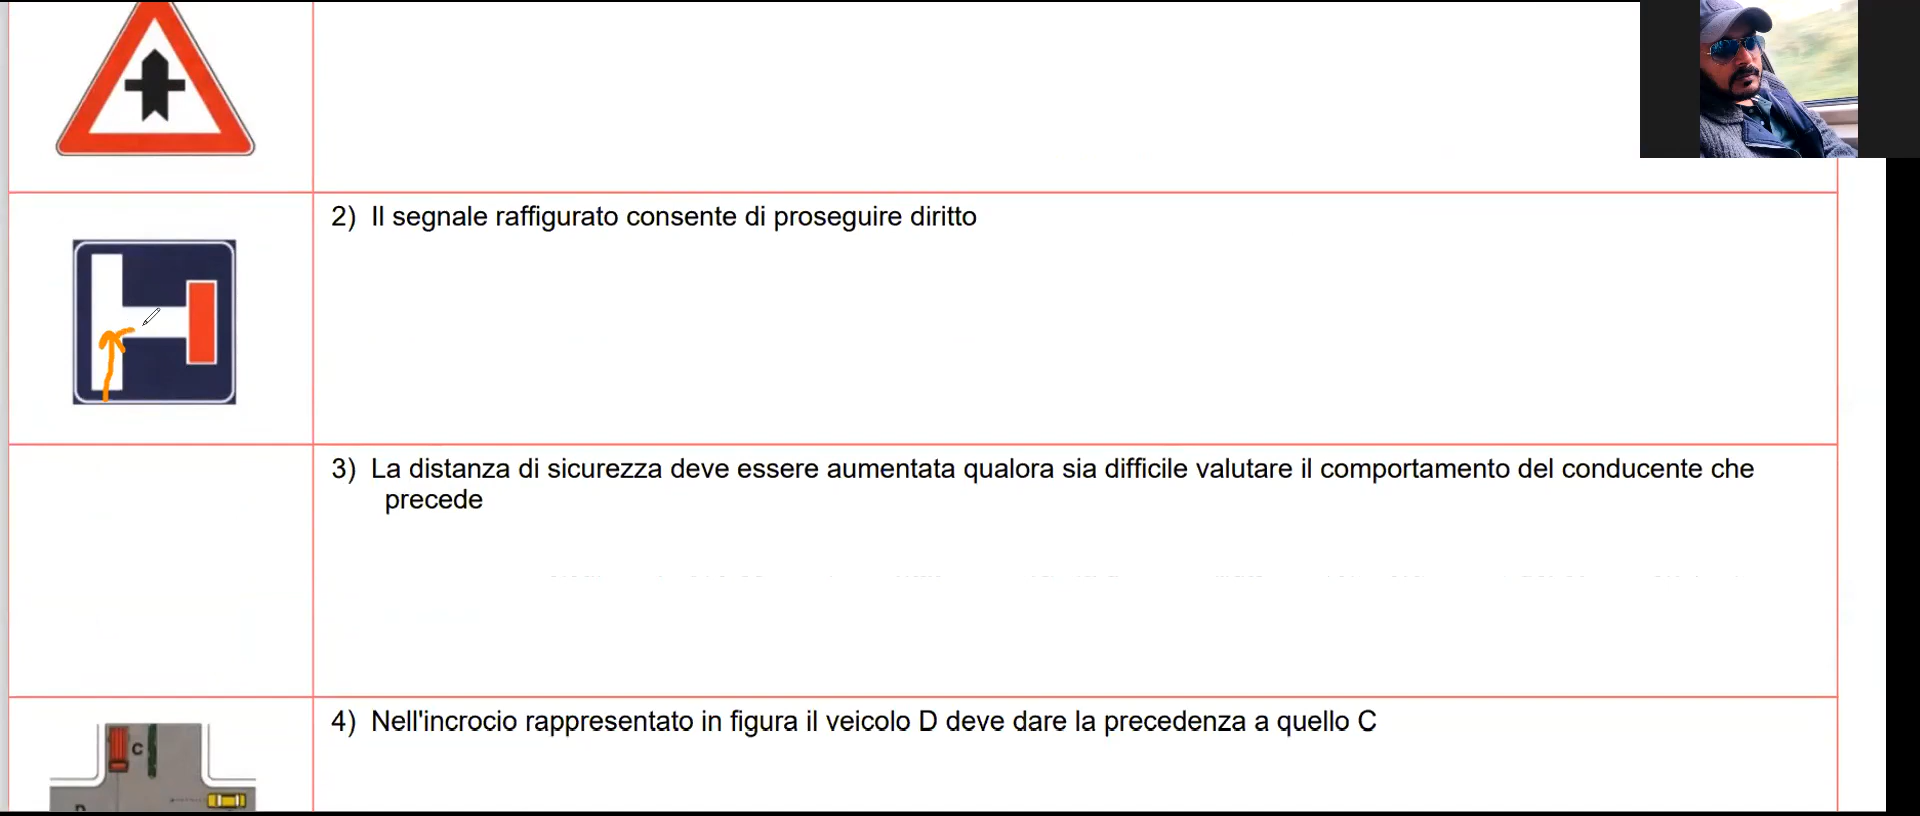 2) Il segnale raffigurato consente di proseguire diritto
3) La distanza di sicurezza deve essere aumentata qualora sia difficile valutare il comportamento del conducente che
precede
4) Nell'incrocio rappresentato in figura il veicolo D deve dare la precedenza a quello C
C